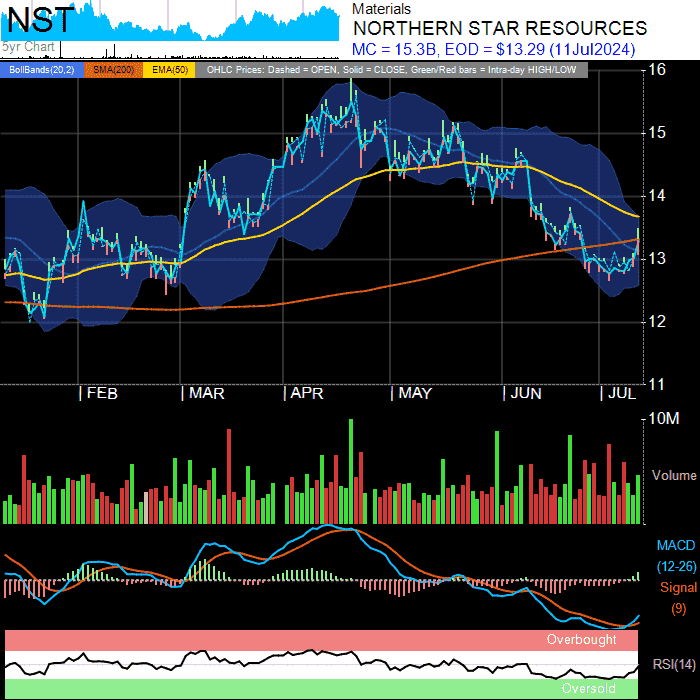 NST
5yr Chart
Materials
NORTHERN STAR RESOURCES
MC = 15.3B, EOD = $13.29 (11Jul2024)
BollBands(20,2) SMA(200) EMA(50) OHLC Prices: Dashed = OPEN, Solid = CLOSE, Green/Red bars = Intra-day HIGH/LOW
16
15
14
13
12
11
| FEB | MAR | APR | MAY | JUN | JUL
10M
Volume
MACD
(12-26)
Signal
(9)
Overbought
RSI(14)
Oversold